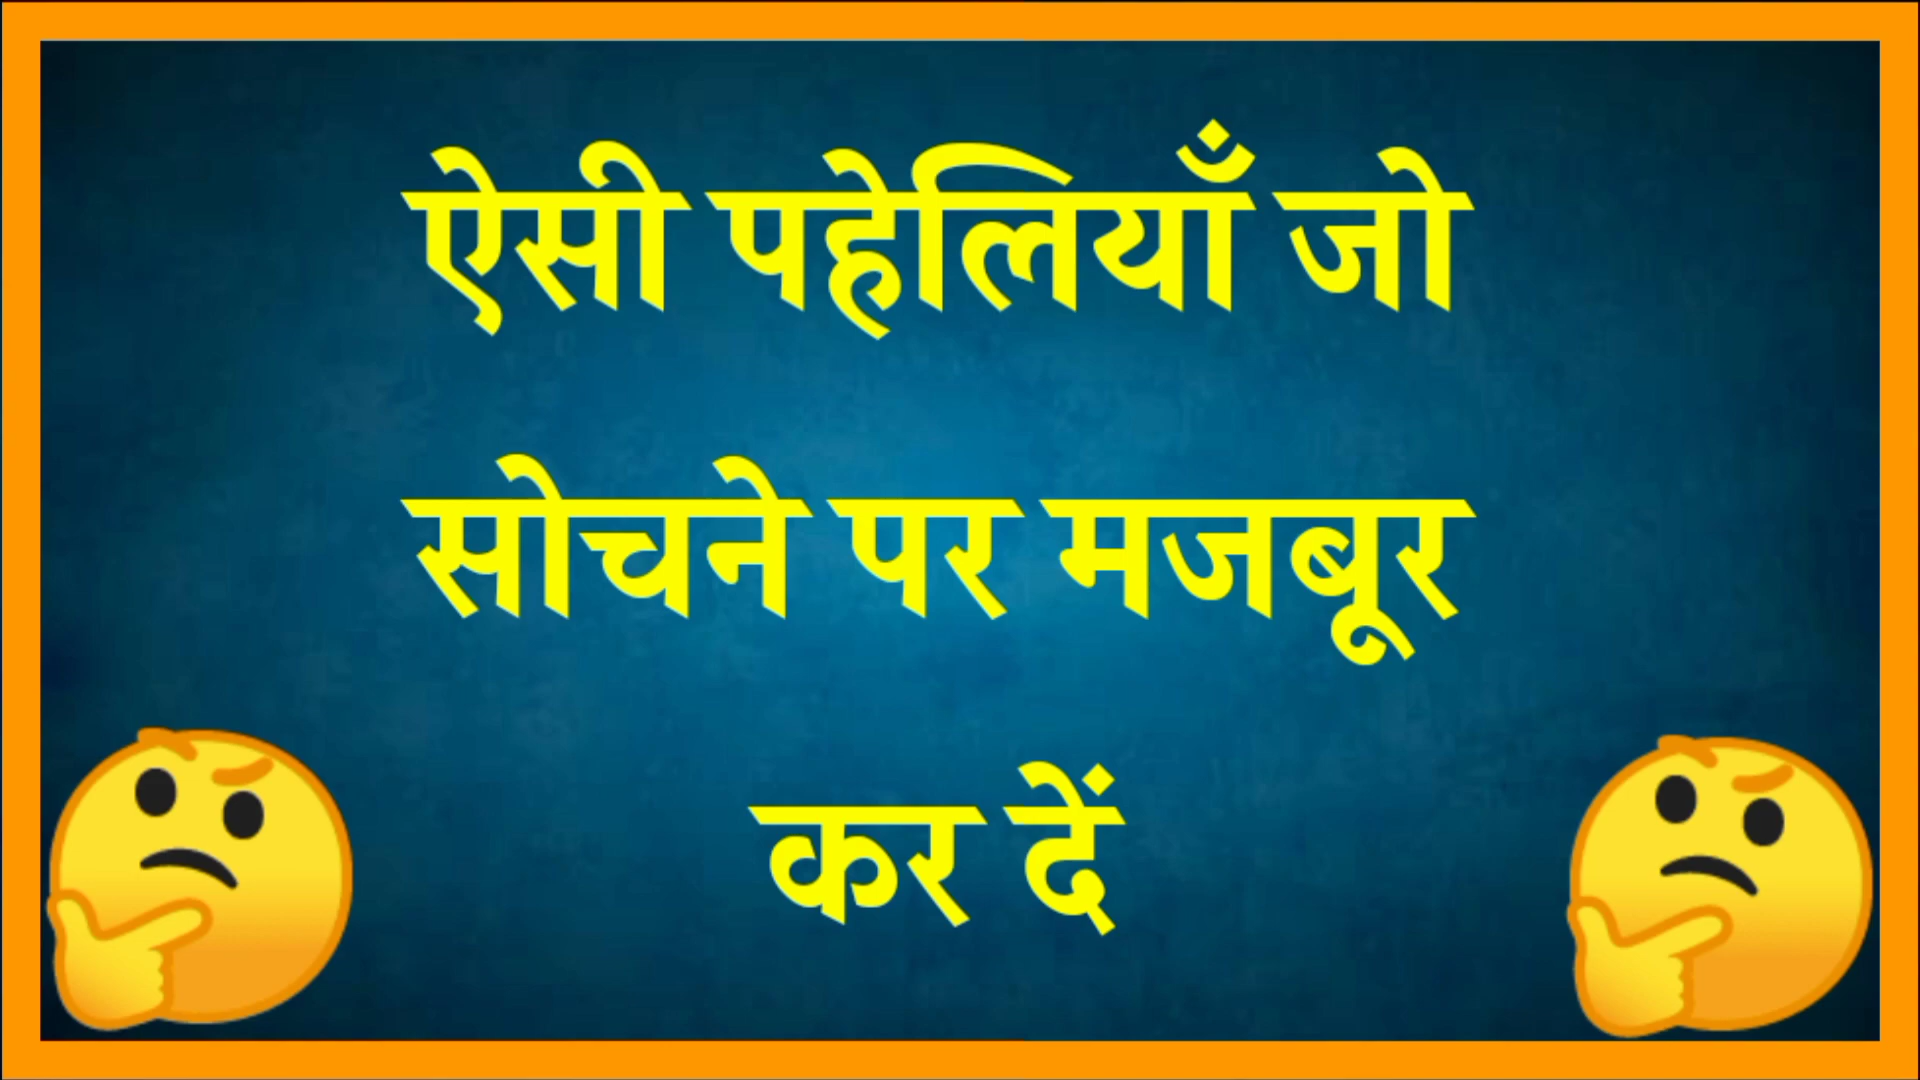 ऐसी पहेलियाँ जो
सोचने पर मजबूर
कर दें